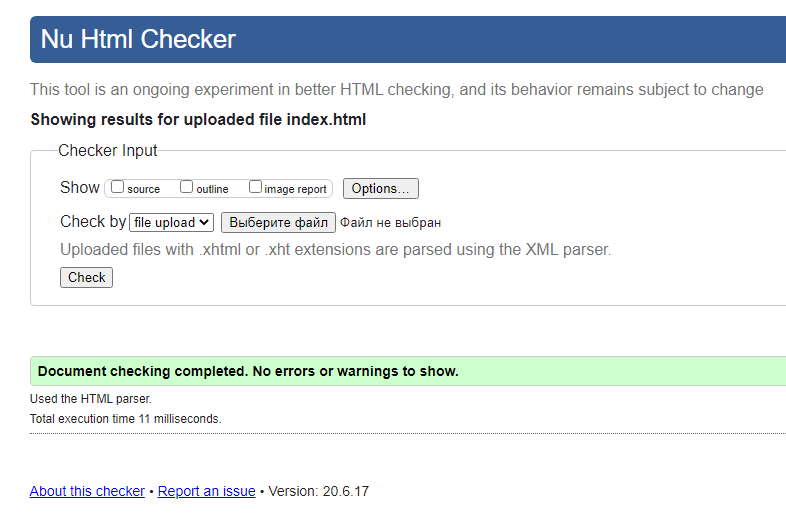 Nu Html Checker
This tool is an ongoing experiment in better HTML checking, and its behavior remains subject to change
Showing results for uploaded file index.html
Checker Input
Show source outline image report Options...
Check by file upload Выберите файл Файл не выбран
Uploaded files with .xhtml or .xht extensions are parsed using the XML parser.
Check
Document checking completed. No errors or warnings to show.
Used the HTML parser.
Total execution time 11 milliseconds.
About this checker • Report an issue • Version: 20.6.17